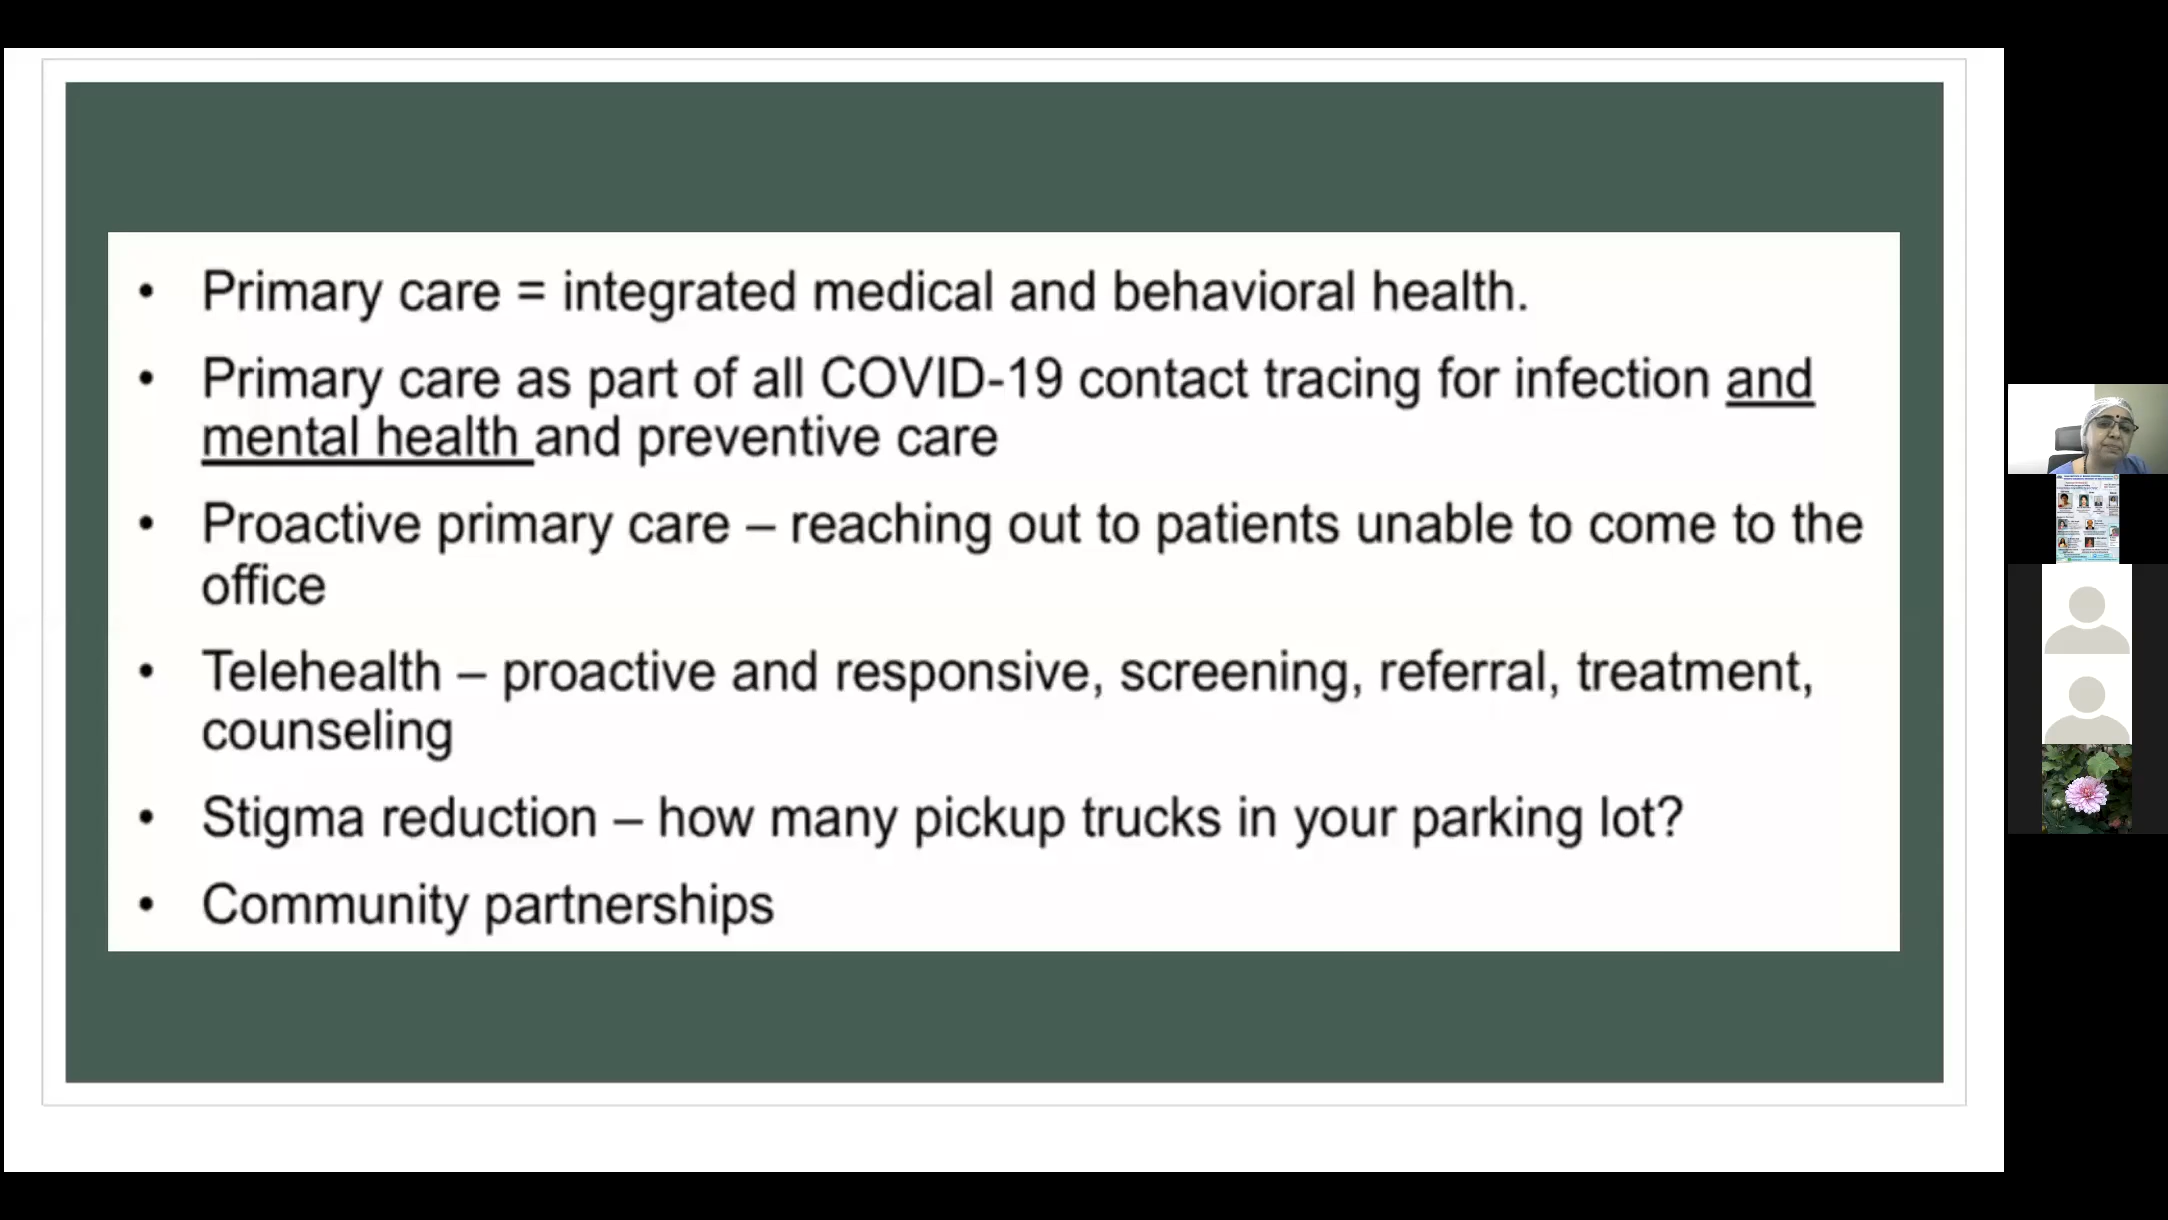 • Primary care = integrated medical and behavioral health.
• Primary care as part of all COVID-19 contact tracing for infection and
mental health and preventive care
• Proactive primary care – reaching out to patients unable to come to the
office
• Telehealth – proactive and responsive, screening, referral, treatment,
counseling
• Stigma reduction – how many pickup trucks in your parking lot?
• Community partnerships